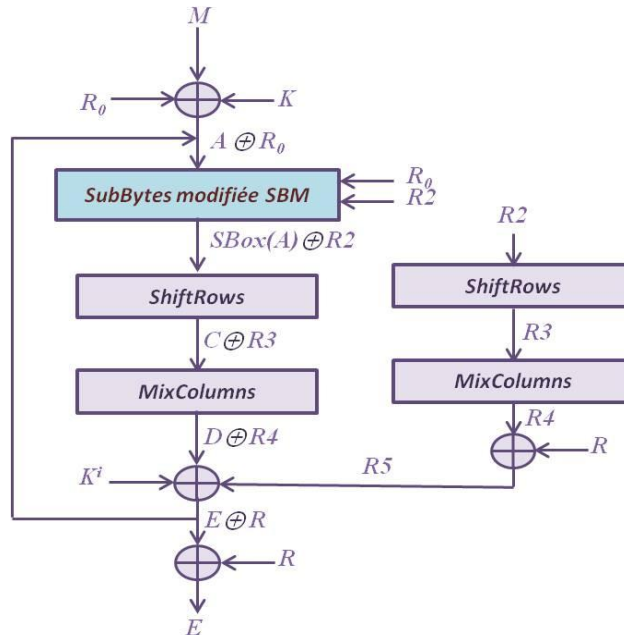 M
R₀
K
A ⊕ R₀
SubBytes modifiée SBM
R₀
R2
SBox(A) ⊕ R2
ShiftRows
C ⊕ R3
MixColumns
D ⊕ R4
Kⁱ
E ⊕ R
R
E
R2
ShiftRows
R3
MixColumns
R4
R
R5